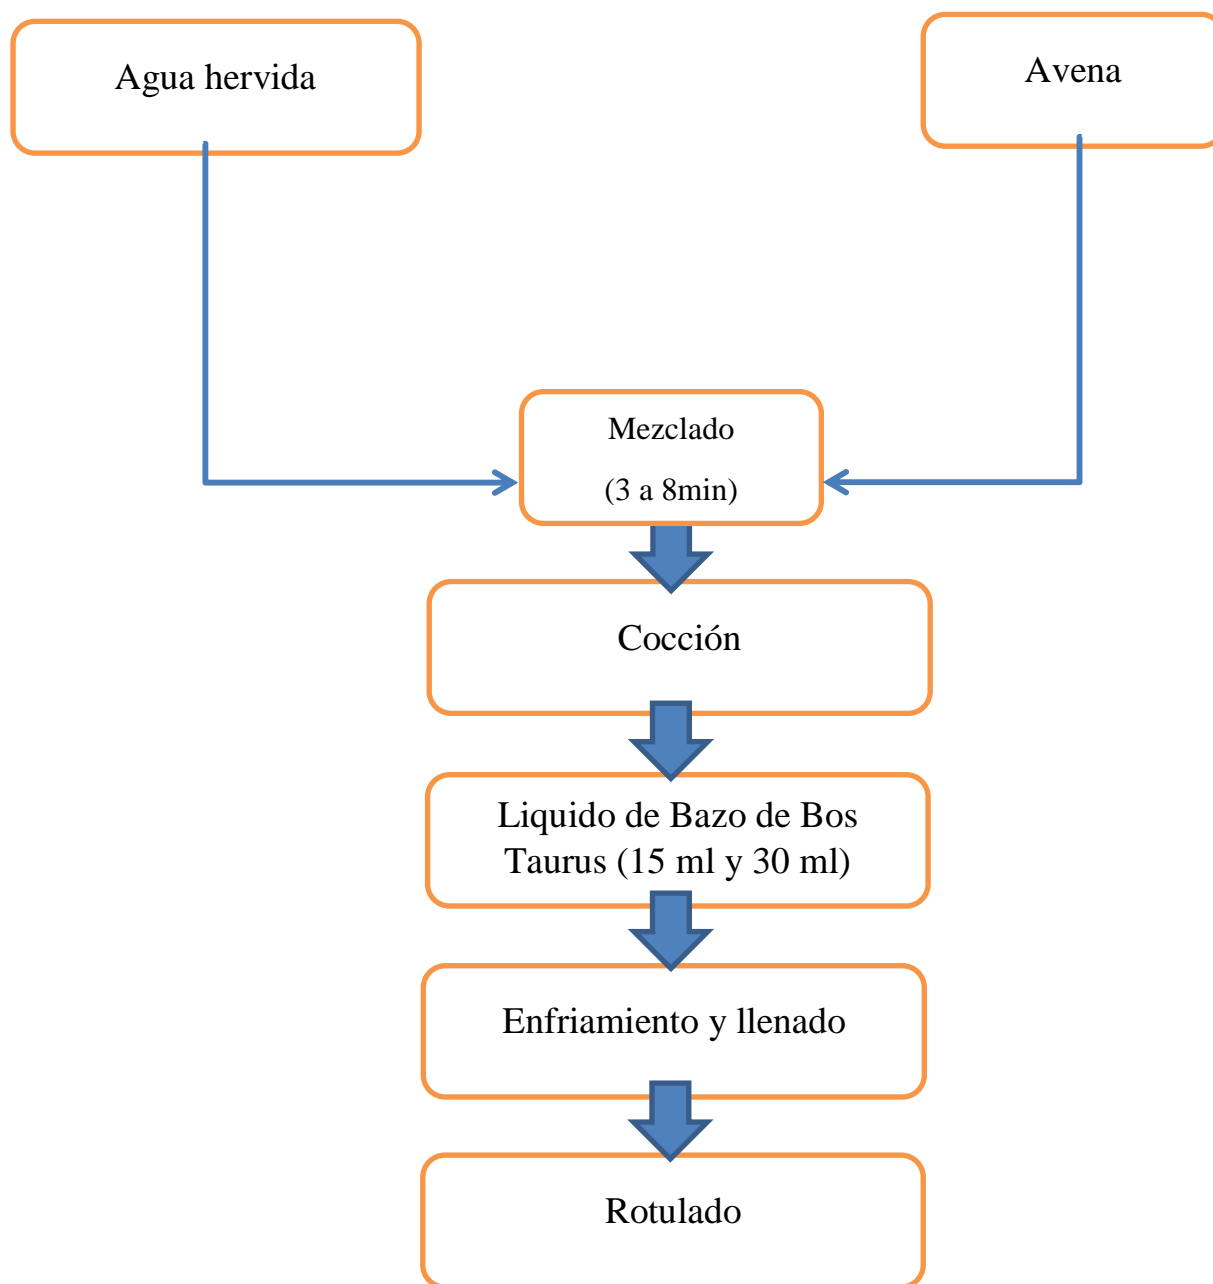 Agua hervida
Avena
Mezclado
(3 a 8min)
Cocción
Liquido de Bazo de Bos
Taurus (15 ml y 30 ml)
Enfriamiento y llenado
Rotulado